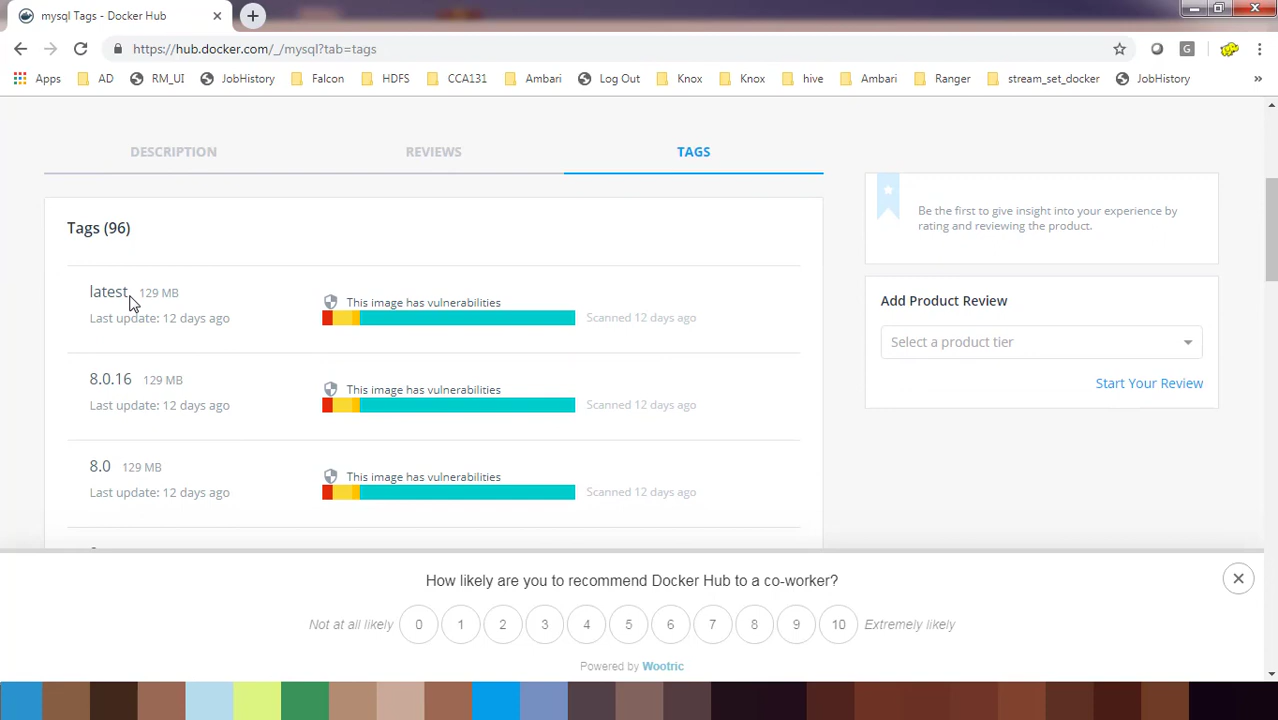 mysql Tags - Docker Hub
https://hub.docker.com/_/mysql?tab=tags
G
Apps AD RM_UI JobHistory Falcon HDFS CCA131 Ambari Log Out Knox Knox hive Ambari Ranger stream_set_docker JobHistory »
DESCRIPTION REVIEWS TAGS
Tags (96)
latest 129 MB
Last update: 12 days ago
This image has vulnerabilities
Scanned 12 days ago
8.0.16 129 MB
Last update: 12 days ago
This image has vulnerabilities
Scanned 12 days ago
8.0 129 MB
Last update: 12 days ago
This image has vulnerabilities
Scanned 12 days ago
Be the first to give insight into your experience by
rating and reviewing the product.
Add Product Review
Select a product tier
Start Your Review
How likely are you to recommend Docker Hub to a co-worker?
Not at all likely 0 1 2 3 4 5 6 7 8 9 10 Extremely likely
Powered by Wootric